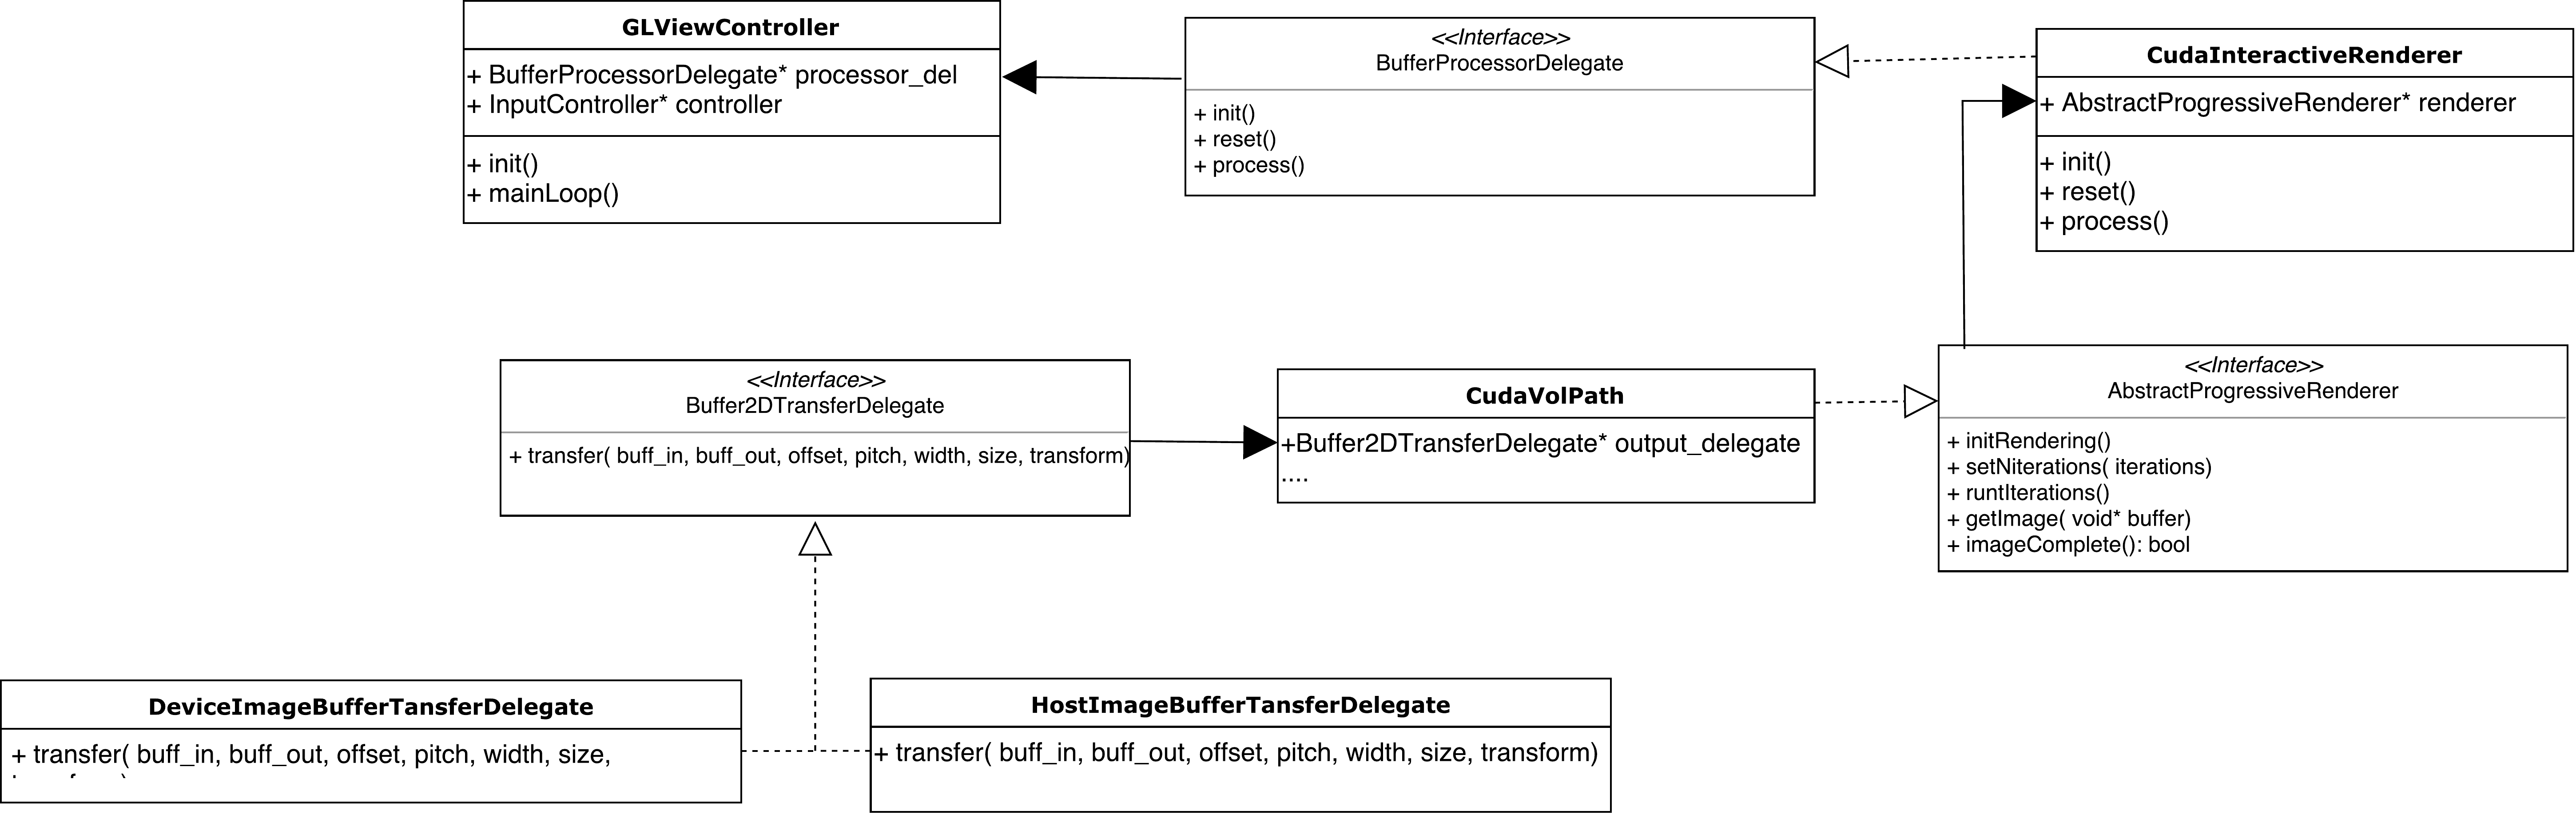 GLViewController
+ BufferProcessorDelegate* processor_del
+ InputController* controller
+ init()
+ mainLoop()
<<Interface>>
BufferProcessorDelegate
+ init()
+ reset()
+ process()
CudaInteractiveRenderer
+ AbstractProgressiveRenderer* renderer
+ init()
+ reset()
+ process()
<<Interface>>
Buffer2DTransferDelegate
+ transfer( buff_in, buff_out, offset, pitch, width, size, transform)
CudaVolPath
+Buffer2DTransferDelegate* output_delegate
....
<<Interface>>
AbstractProgressiveRenderer
+ initRendering()
+ setNiterations( iterations)
+ runtIterations()
+ getImage( void* buffer)
+ imageComplete(): bool
DeviceImageBufferTansferDelegate
+ transfer( buff_in, buff_out, offset, pitch, width, size,
HostImageBufferTansferDelegate
+ transfer( buff_in, buff_out, offset, pitch, width, size, transform)